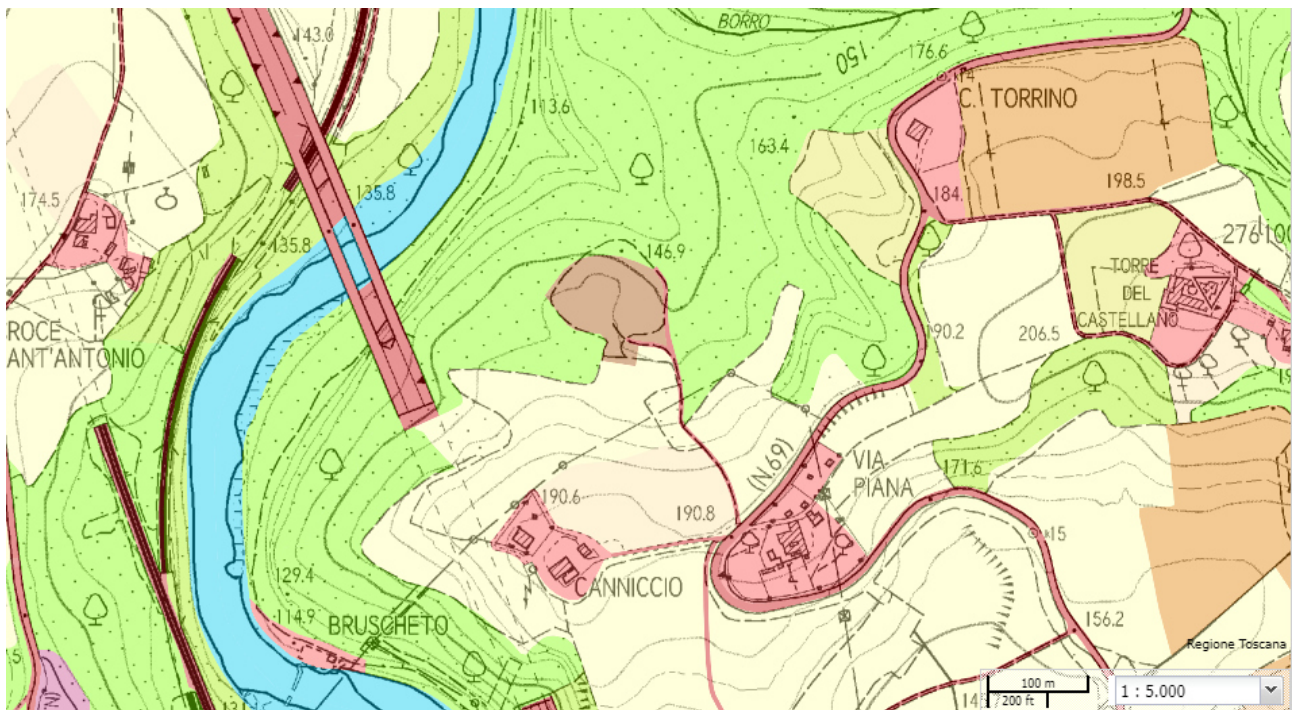 BORRO
143.0
176.6
150
C. TORRINO
113.6
163.4
174.5
135.8
184.
198.5
135.8
146.9
276100
TORRE
DEL
CASTELLANO
ROCE
ANT'ANTONIO
190.2
206.5
(N69)
VIA
PIANA
171.6
190.6
190.8
15
129.4
CANNICCIO
114.9
BRUSCHETO
156.2
Regione Toscana
100 m
200 ft
1 : 5.000